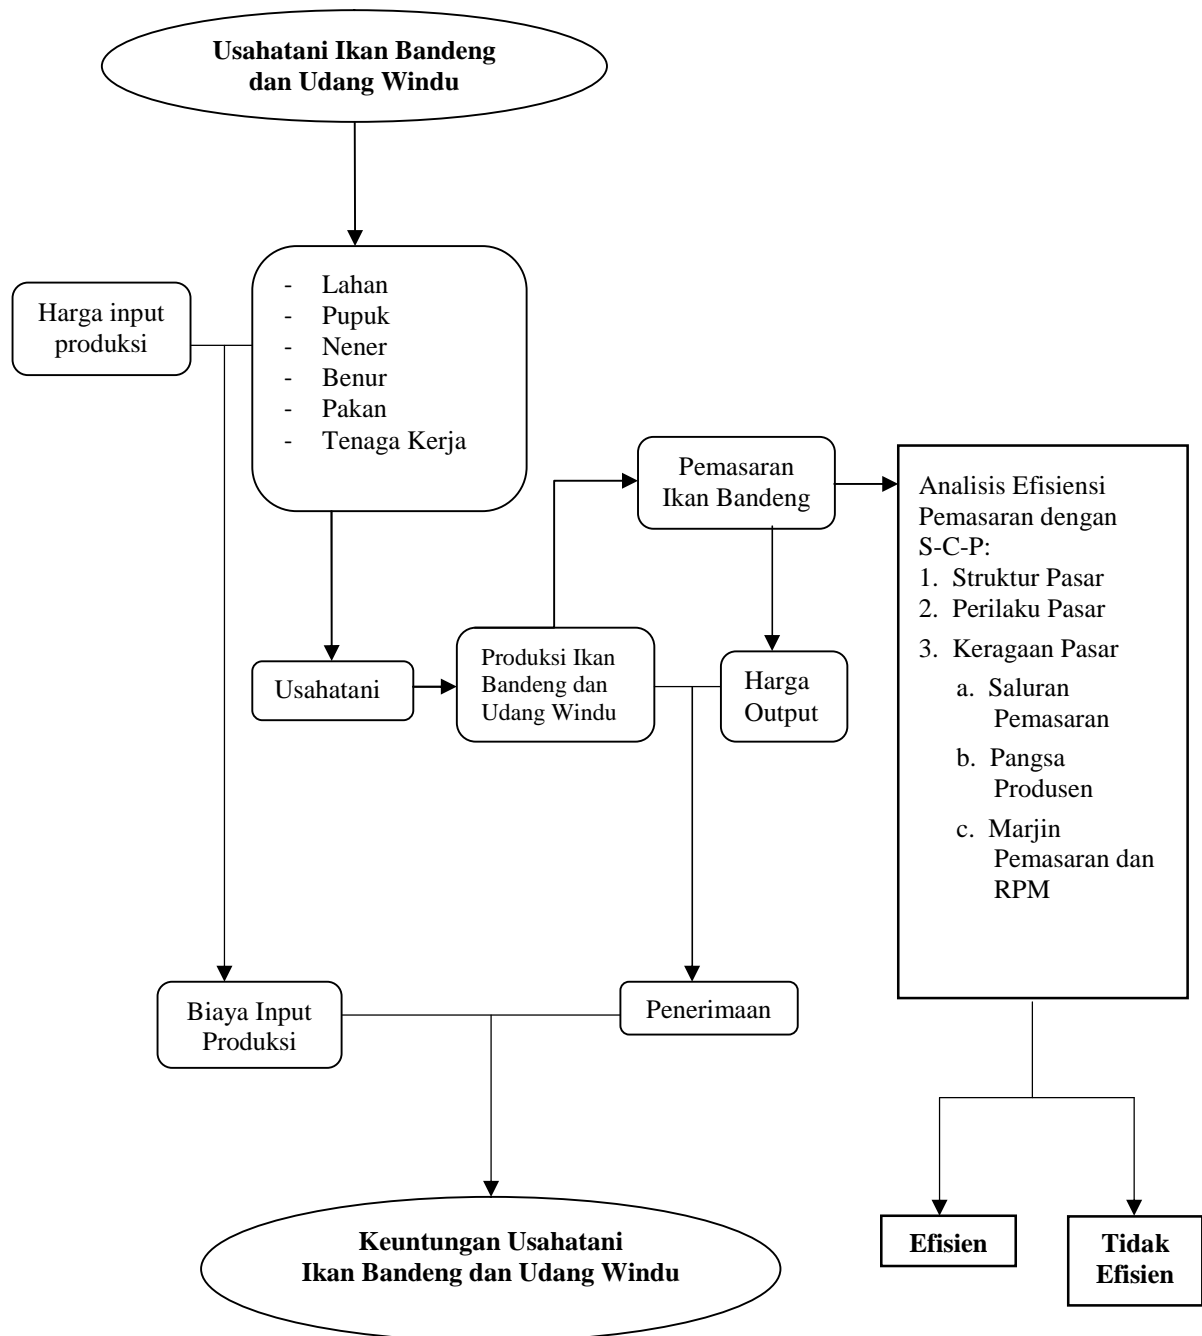 Usahatani Ikan Bandeng
dan Udang Windu
Harga input
produksi
- Lahan
- Pupuk
- Nener
- Benur
- Pakan
- Tenaga Kerja
Pemasaran
Ikan Bandeng
Analisis Efisiensi
Pemasaran dengan
S-C-P:
1. Struktur Pasar
2. Perilaku Pasar
3. Keragaan Pasar
a. Saluran
Pemasaran
b. Pangsa
Produsen
c. Marjin
Pemasaran dan
RPM
Usahatani
Produksi Ikan
Bandeng dan
Udang Windu
Harga
Output
Biaya Input
Produksi
Penerimaan
Keuntungan Usahatani
Ikan Bandeng dan Udang Windu
Efisien
Tidak
Efisien